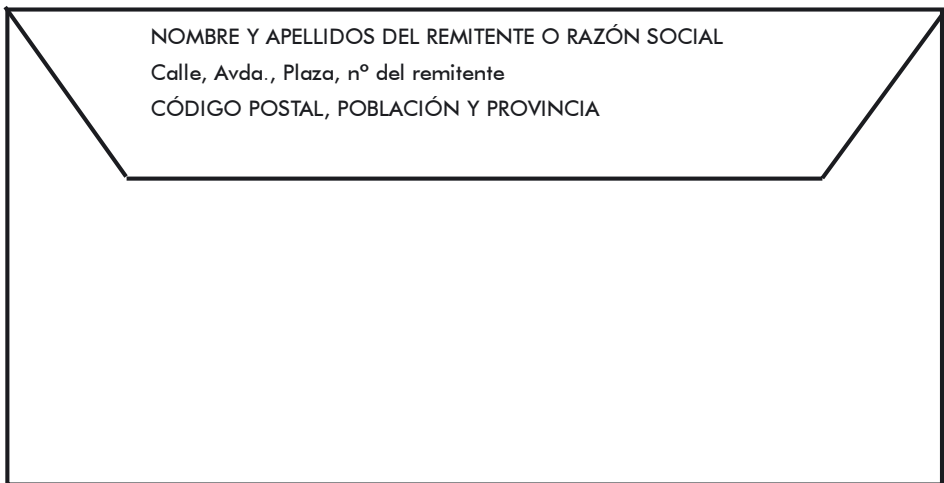 NOMBRE Y APELLIDOS DEL REMITENTE O RAZÓN SOCIAL
Calle, Avda., Plaza, nº del remitente
CÓDIGO POSTAL, POBLACIÓN Y PROVINCIA